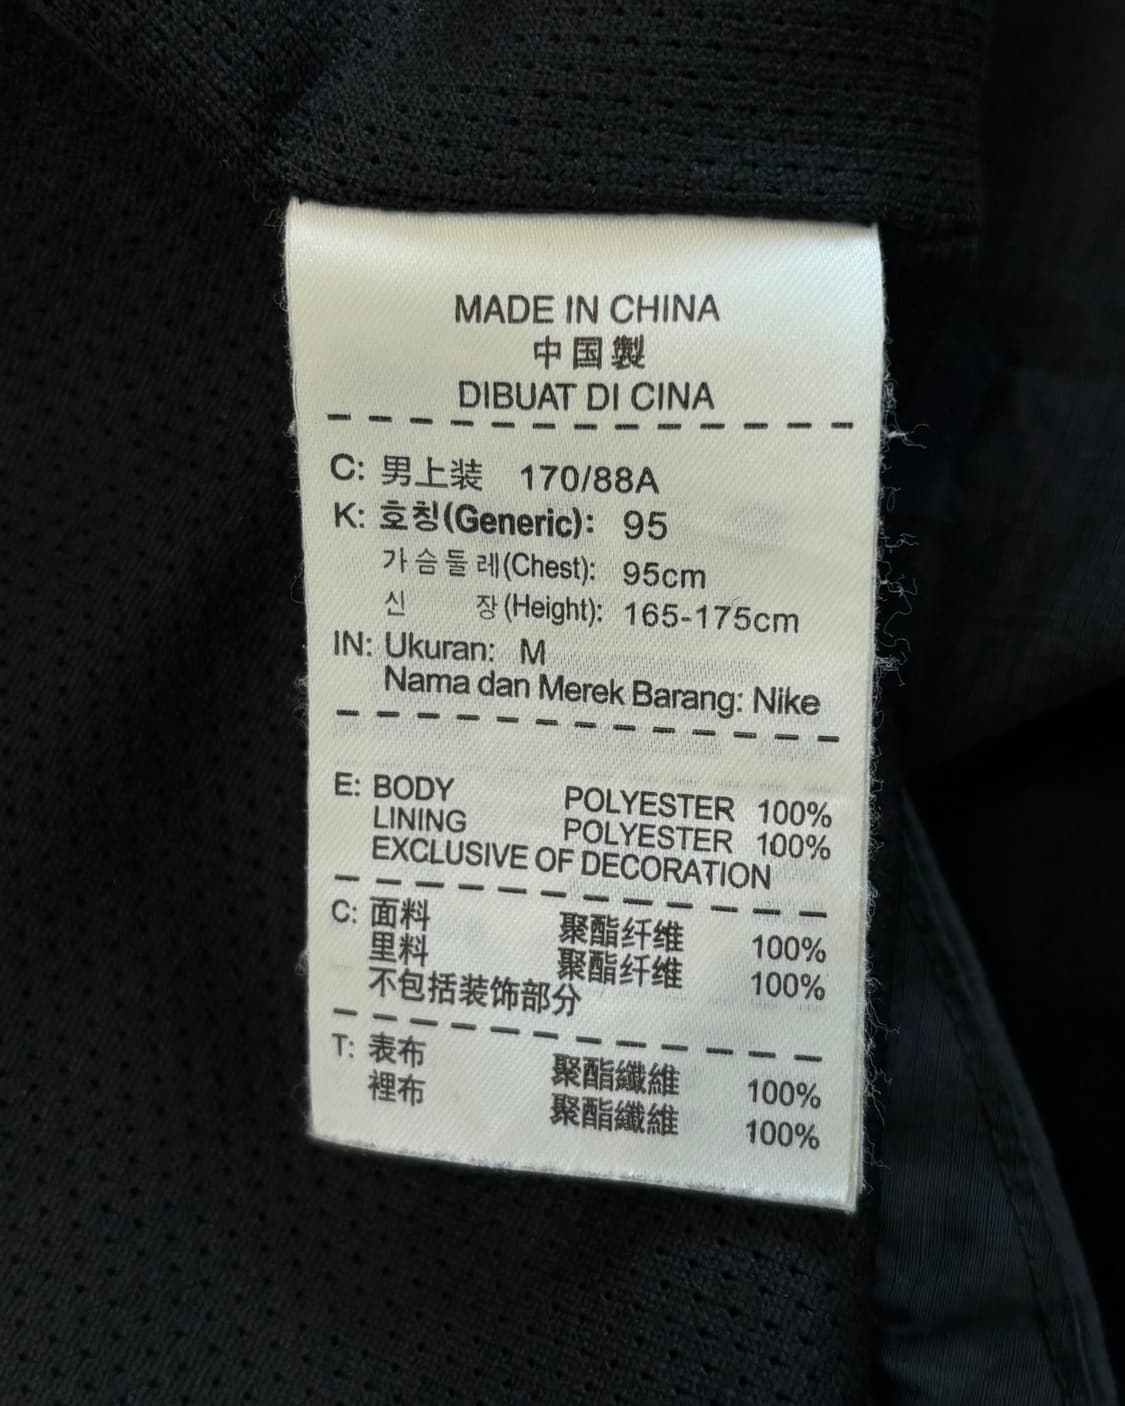 MADE IN CHINA
中国製
DIBUAT DI CINA
C: 男上装 170/88A
K: 호칭(Generic): 95
가슴둘레(Chest): 95cm
신 장(Height): 165-175cm
IN: Ukuran: M
Nama dan Merek Barang: Nike
E: BODY POLYESTER 100%
LINING POLYESTER 100%
EXCLUSIVE OF DECORATION
C: 面料 聚酯纤维 100%
里料 聚酯纤维 100%
不包括装饰部分
T: 表布 聚酯纖維 100%
裡布 聚酯纖維 100%